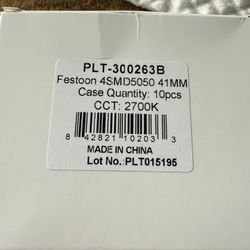 PLT-300263B
Festoon 4SMD5050 41MM
Case Quantity: 10pcs
CCT: 2700K
8 42821 10203 3
MADE IN CHINA
Lot No.: PLT015195